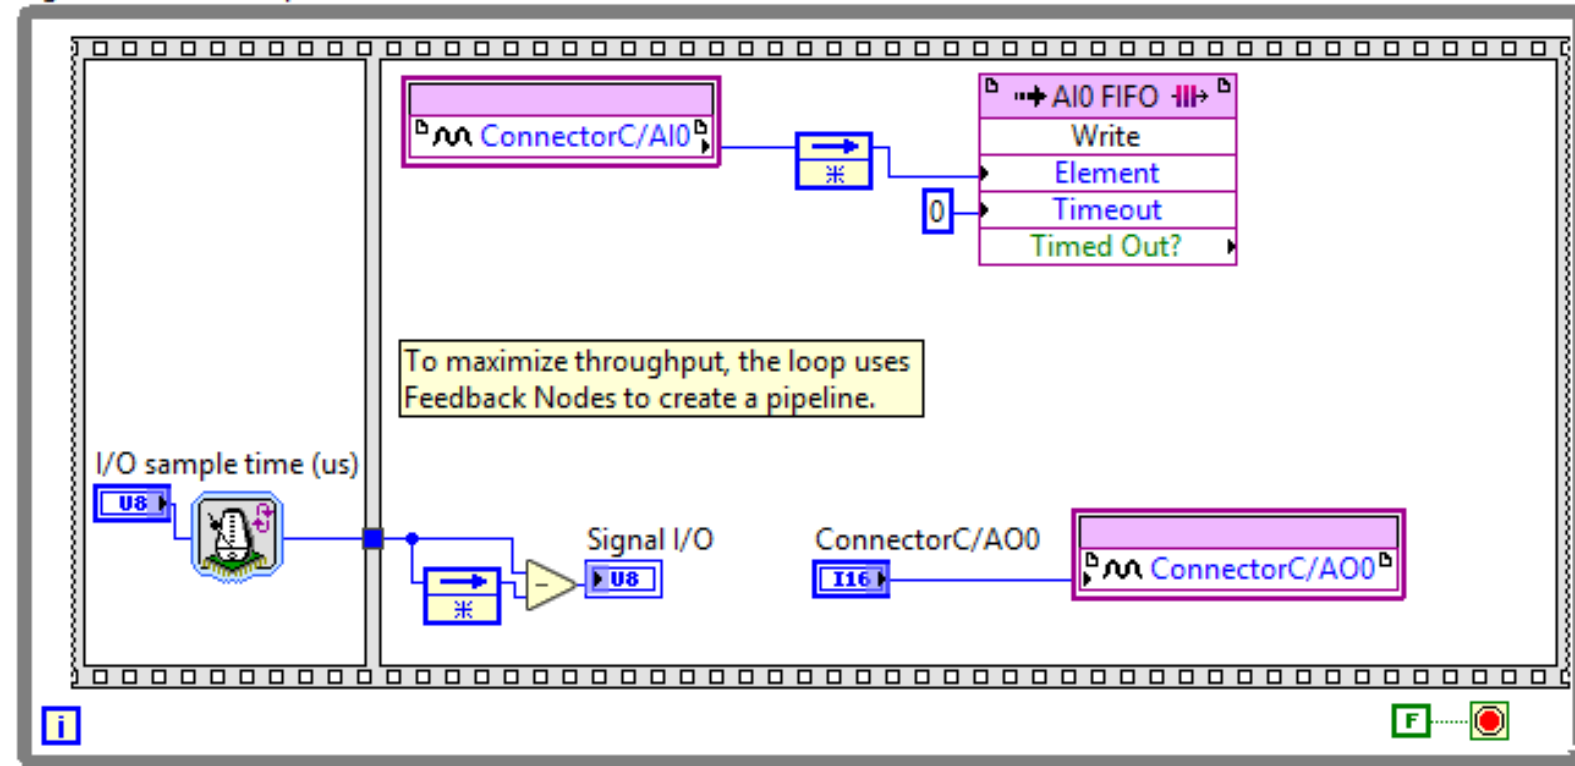 ConnectorC/AI0
AI0 FIFO
Write
Element
0
Timeout
Timed Out?
To maximize throughput, the loop uses
Feedback Nodes to create a pipeline.
I/O sample time (us)
U8
Signal I/O
U8
-
ConnectorC/AO0
I16
ConnectorC/AO0
i
F